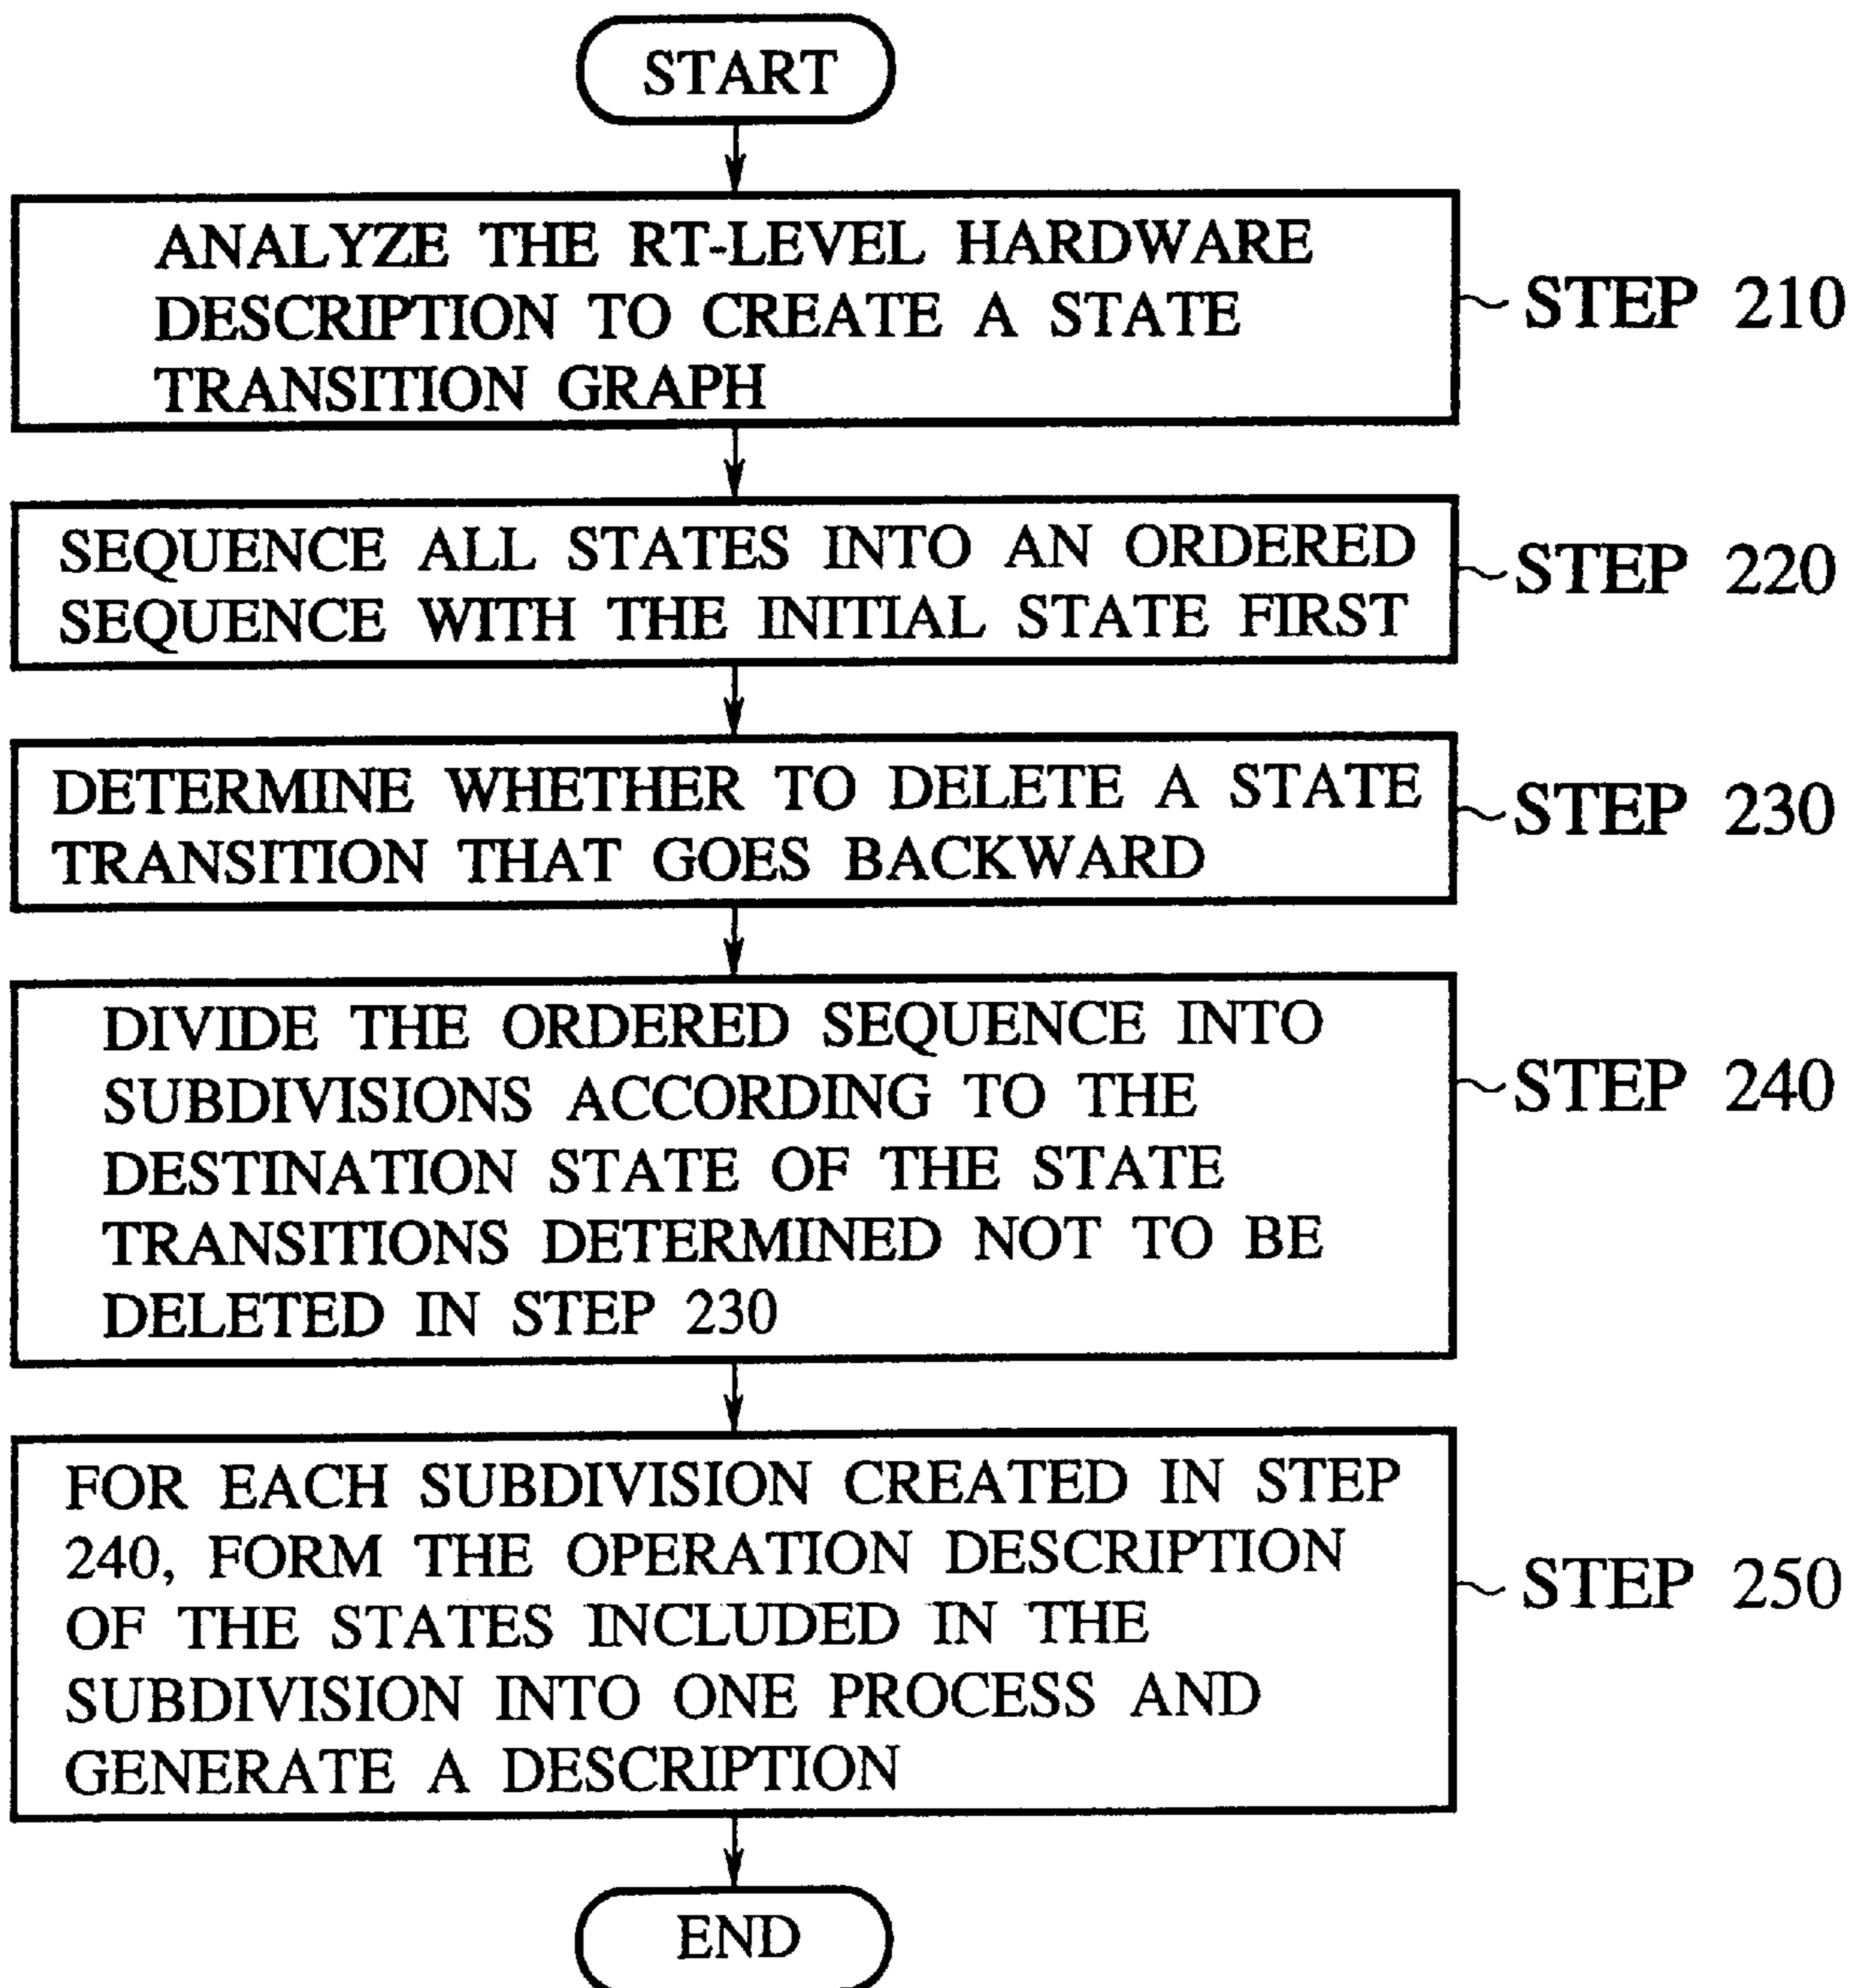 START
ANALYZE THE RT-LEVEL HARDWARE
DESCRIPTION TO CREATE A STATE
TRANSITION GRAPH
STEP 210
SEQUENCE ALL STATES INTO AN ORDERED
SEQUENCE WITH THE INITIAL STATE FIRST
STEP 220
DETERMINE WHETHER TO DELETE A STATE
TRANSITION THAT GOES BACKWARD
STEP 230
DIVIDE THE ORDERED SEQUENCE INTO
SUBDIVISIONS ACCORDING TO THE
DESTINATION STATE OF THE STATE
TRANSITIONS DETERMINED NOT TO BE
DELETED IN STEP 230
STEP 240
FOR EACH SUBDIVISION CREATED IN STEP
240, FORM THE OPERATION DESCRIPTION
OF THE STATES INCLUDED IN THE
SUBDIVISION INTO ONE PROCESS AND
GENERATE A DESCRIPTION
STEP 250
END